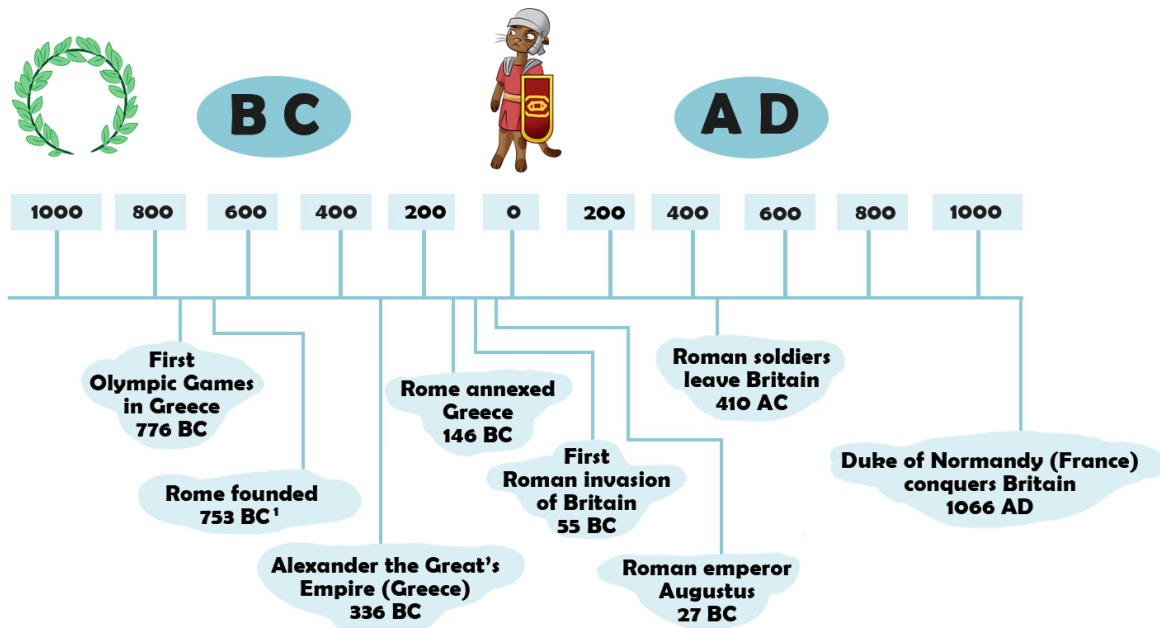 BC
AD
1000 800 600 400 200 0 200 400 600 800 1000
First
Olympic Games
in Greece
776 BC
Rome founded
753 BC¹
Alexander the Great's
Empire (Greece)
336 BC
Rome annexed
Greece
146 BC
First
Roman invasion
of Britain
55 BC
Roman emperor
Augustus
27 BC
Roman soldiers
leave Britain
410 AC
Duke of Normandy (France)
conquers Britain
1066 AD